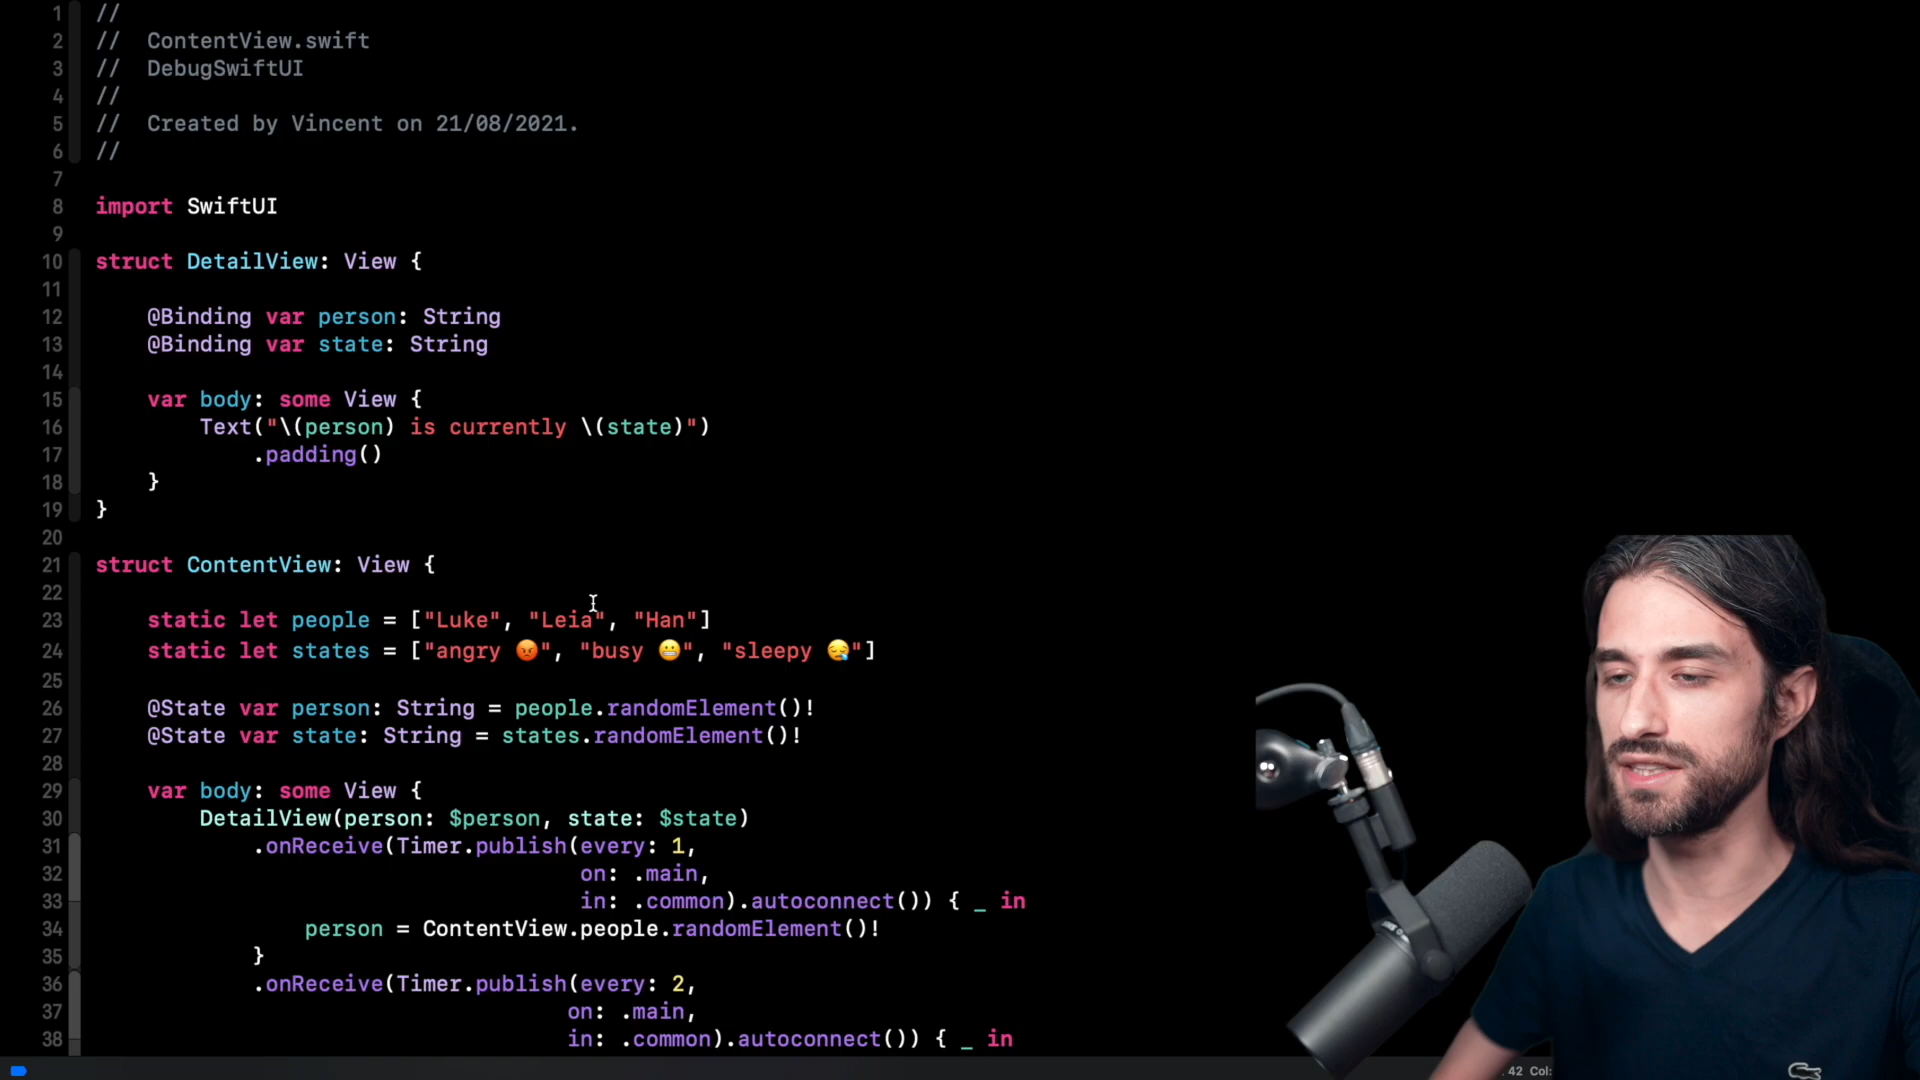 1 //
2 //  ContentView.swift
3 //  DebugSwiftUI
4 //
5 //  Created by Vincent on 21/08/2021.
6 //
7
8 import SwiftUI
9
10 struct DetailView: View {
11
12     @Binding var person: String
13     @Binding var state: String
14
15     var body: some View {
16         Text("\(person) is currently \(state)")
17             .padding()
18     }
19 }
20
21 struct ContentView: View {
22
23     static let people = ["Luke", "Leia", "Han"]
24     static let states = ["angry 😡", "busy 😬", "sleepy 😪"]
25
26     @State var person: String = people.randomElement()!
27     @State var state: String = states.randomElement()!
28
29     var body: some View {
30         DetailView(person: $person, state: $state)
31             .onReceive(Timer.publish(every: 1,
32                                      on: .main,
33                                      in: .common).autoconnect()) { _ in
34                 person = ContentView.people.randomElement()!
35             }
36             .onReceive(Timer.publish(every: 2,
37                                     on: .main,
38                                     in: .common).autoconnect()) { _ in
42 Col: